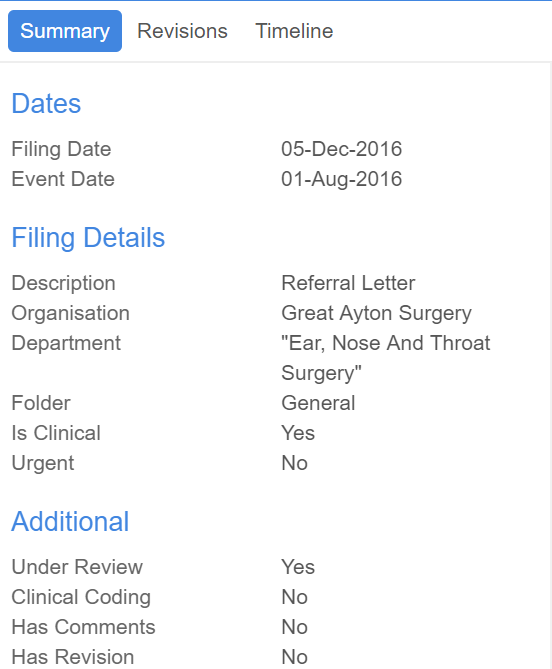 Summary Revisions Timeline
Dates
Filing Date 05-Dec-2016
Event Date 01-Aug-2016
Filing Details
Description Referral Letter
Organisation Great Ayton Surgery
Department "Ear, Nose And Throat
Surgery"
Folder General
Is Clinical Yes
Urgent No
Additional
Under Review Yes
Clinical Coding No
Has Comments No
Has Revision No